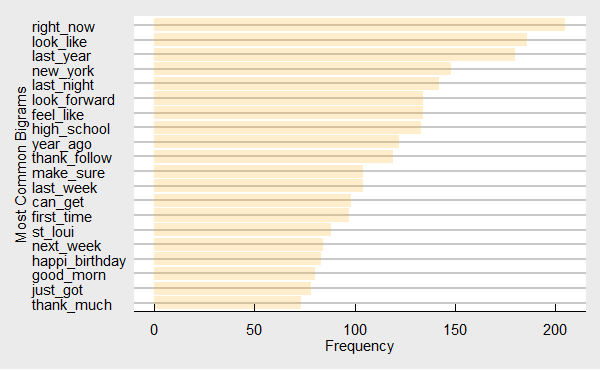 Most Common Bigrams
right_now
look_like
last_year
new_york
last_night
look_forward
feel_like
high_school
year_ago
thank_follow
make_sure
last_week
can_get
first_time
st_loui
next_week
happi_birthday
good_morn
just_got
thank_much
0 50 100 150 200
Frequency